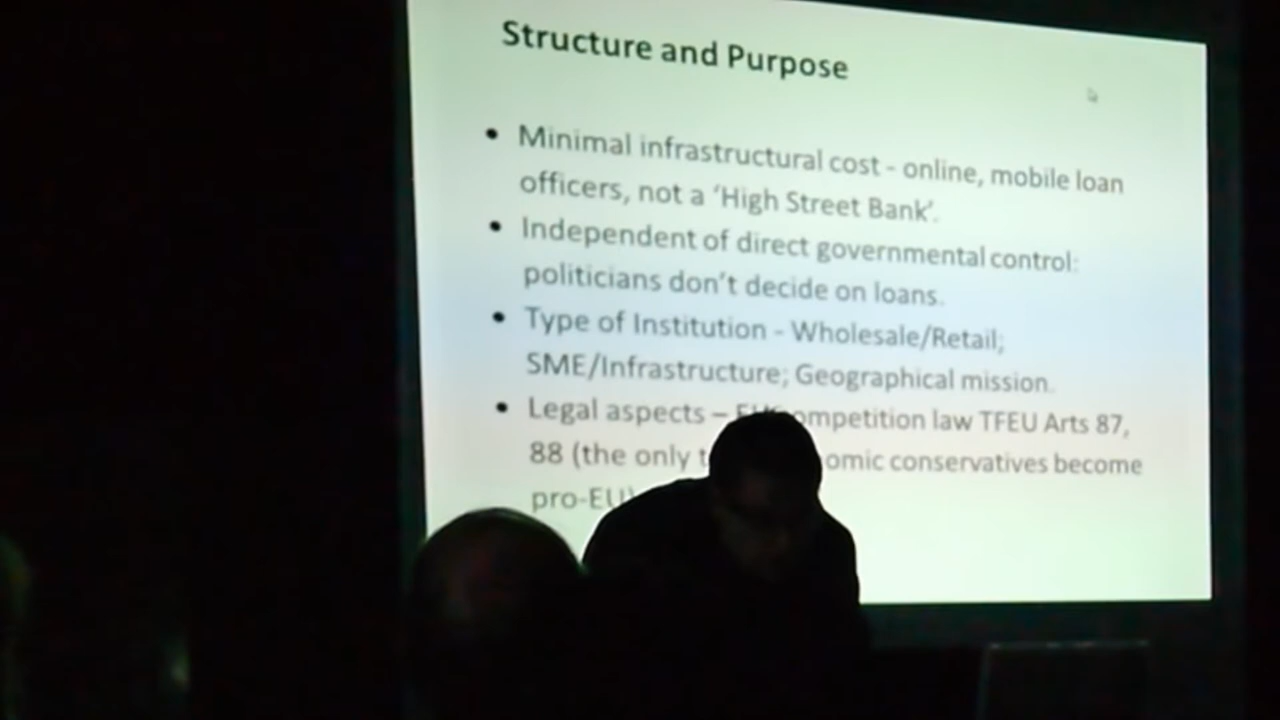 Structure and Purpose
• Minimal infrastructural cost - online, mobile loan
officers, not a ‘High Street Bank’.
• Independent of direct governmental control:
politicians don’t decide on loans.
• Type of Institution - Wholesale/Retail;
SME/Infrastructure; Geographical mission.
• Legal aspects – law TFEU Arts 87,
88 (the only conservatives become
pro-EU)